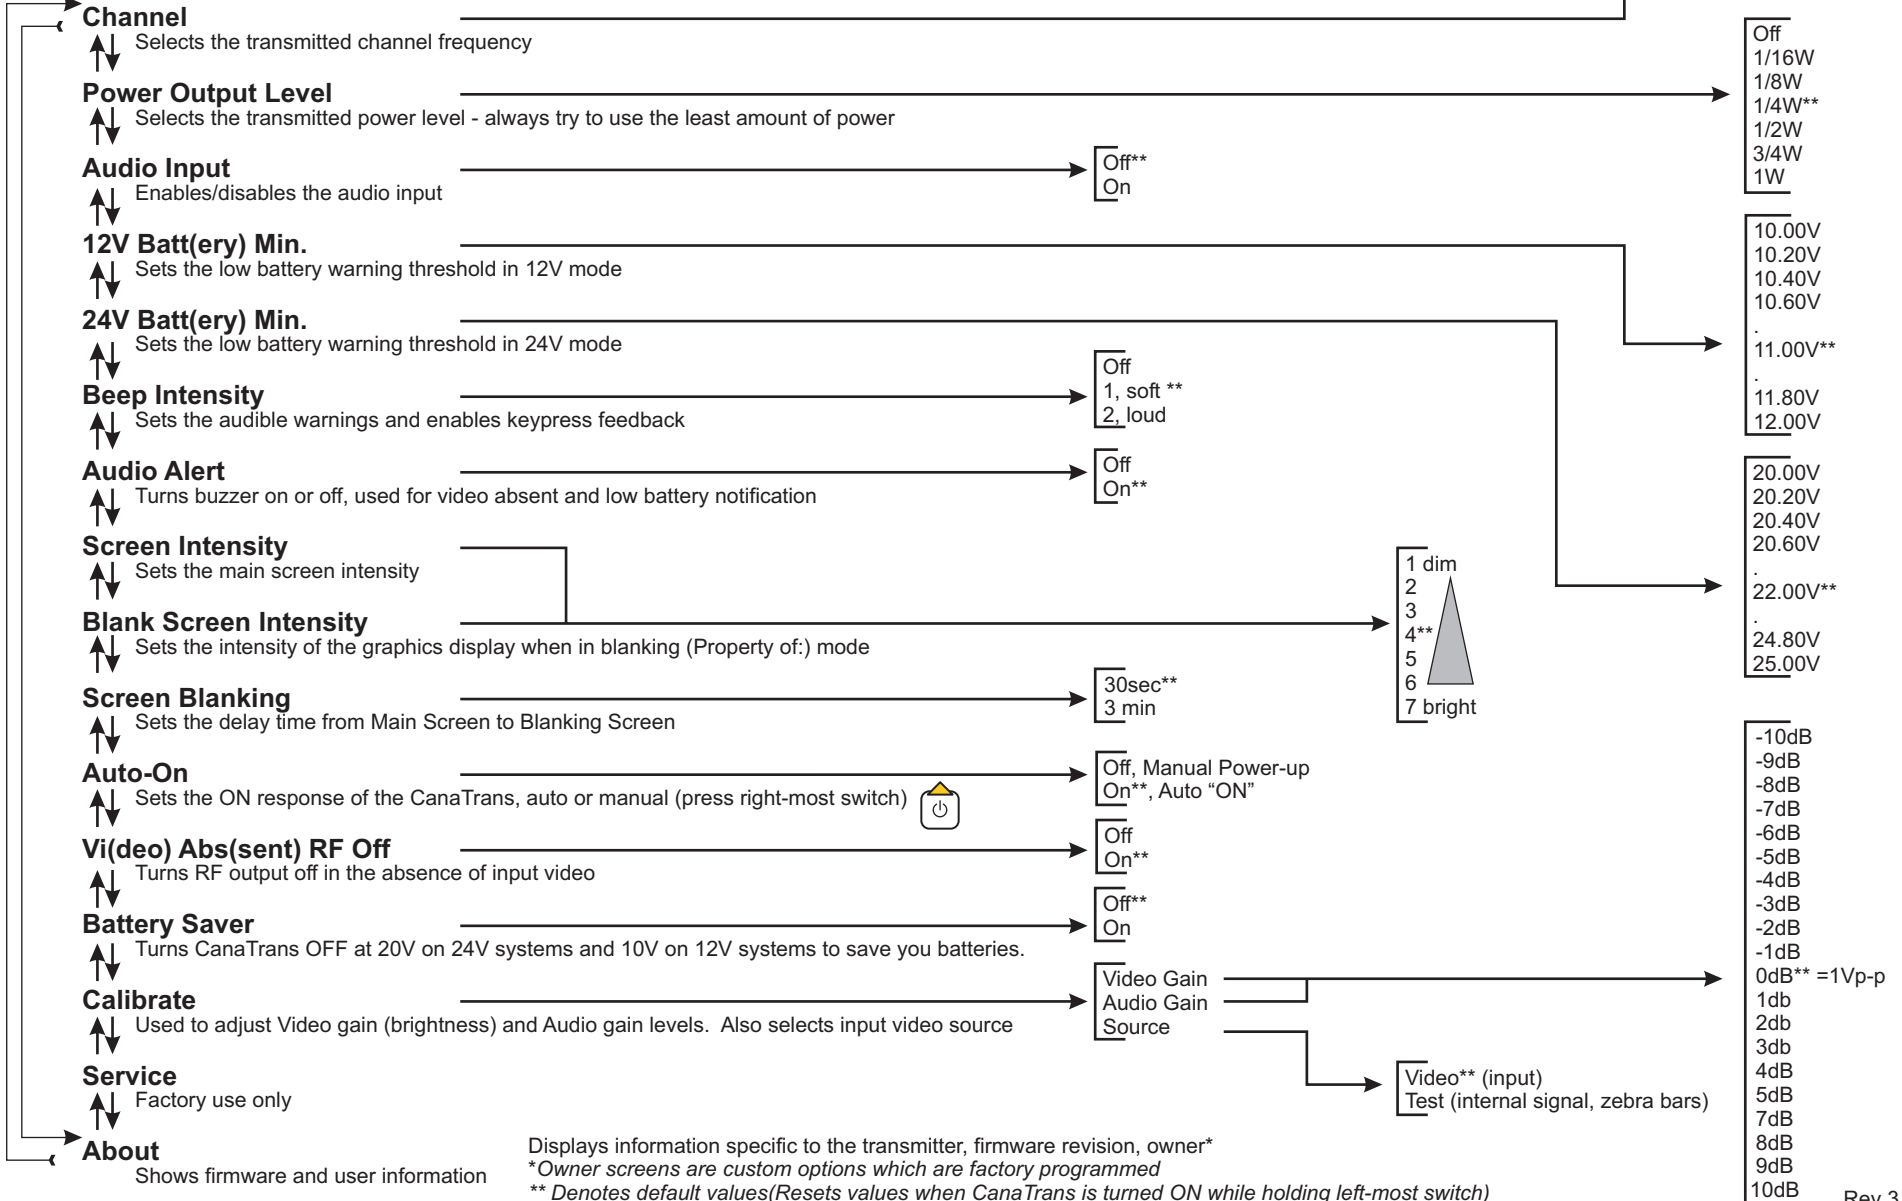 Channel
Selects the transmitted channel frequency
Power Output Level
Selects the transmitted power level - always try to use the least amount of power
Off
1/16W
1/8W
1/4W**
1/2W
3/4W
1W
Audio Input
Enables/disables the audio input
Off**
On
12V Batt(ery) Min.
Sets the low battery warning threshold in 12V mode
10.00V
10.20V
10.40V
10.60V
.
11.00V**
.
11.80V
12.00V
24V Batt(ery) Min.
Sets the low battery warning threshold in 24V mode
20.00V
20.20V
20.40V
20.60V
.
22.00V**
.
24.80V
25.00V
Beep Intensity
Sets the audible warnings and enables keypress feedback
Off
1, soft **
2, loud
Audio Alert
Turns buzzer on or off, used for video absent and low battery notification
Off
On**
Screen Intensity
Sets the main screen intensity
Blank Screen Intensity
Sets the intensity of the graphics display when in blanking (Property of:) mode
1 dim
2
3
4**
5
6
7 bright
Screen Blanking
Sets the delay time from Main Screen to Blanking Screen
30sec**
3 min
Auto-On
Sets the ON response of the CanaTrans, auto or manual (press right-most switch)
Off, Manual Power-up
On**, Auto “ON”
Vi(deo) Abs(sent) RF Off
Turns RF output off in the absence of input video
Off
On**
Battery Saver
Turns CanaTrans OFF at 20V on 24V systems and 10V on 12V systems to save you batteries.
Off**
On
Calibrate
Used to adjust Video gain (brightness) and Audio gain levels.  Also selects input video source
Video Gain
Audio Gain
Source
-10dB
-9dB
-8dB
-7dB
-6dB
-5dB
-4dB
-3dB
-2dB
-1dB
0dB** =1Vp-p
1db
2db
3db
4dB
5dB
7dB
8dB
9dB
10dB
Video** (input)
Test (internal signal, zebra bars)
Service
Factory use only
About
Shows firmware and user information
Displays information specific to the transmitter, firmware revision, owner*
*Owner screens are custom options which are factory programmed
** Denotes default values(Resets values when CanaTrans is turned ON while holding left-most switch)
Rev 3